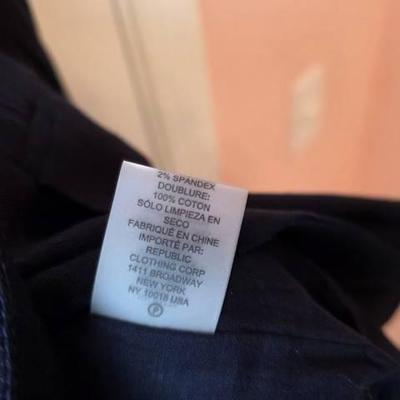 2% SPANDEX
DOUBLURE:
100% COTON
SÓLO LIMPIEZA EN
SECO
FABRIQUÉ EN CHINE
IMPORTÉ PAR:
REPUBLIC
CLOTHING CORP
1411 BROADWAY
NEW YORK
NY 10018 USA
P